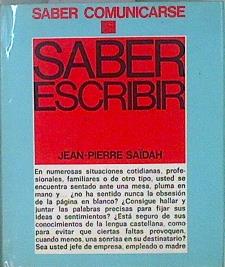 SABER COMUNICARSE
SABER
ESCRIBIR
JEAN-PIERRE SAÏDAH
En numerosas situaciones cotidianas, profe-
sionales, familiares o de otro tipo, usted se
encuentra sentado ante una mesa, pluma en
mano y ¿no ha sentido nunca la obsesión
de la página en blanco? ¿Consigue hallar y
juntar las palabras precisas para fijar sus
ideas o sentimientos? ¿Está seguro de sus
conocimientos de la lengua castellana, como
para evitar que ciertas faltas provoquen,
cuando menos, una sonrisa en su destinatario?
Sea usted jefe de empresa, empleado o madre